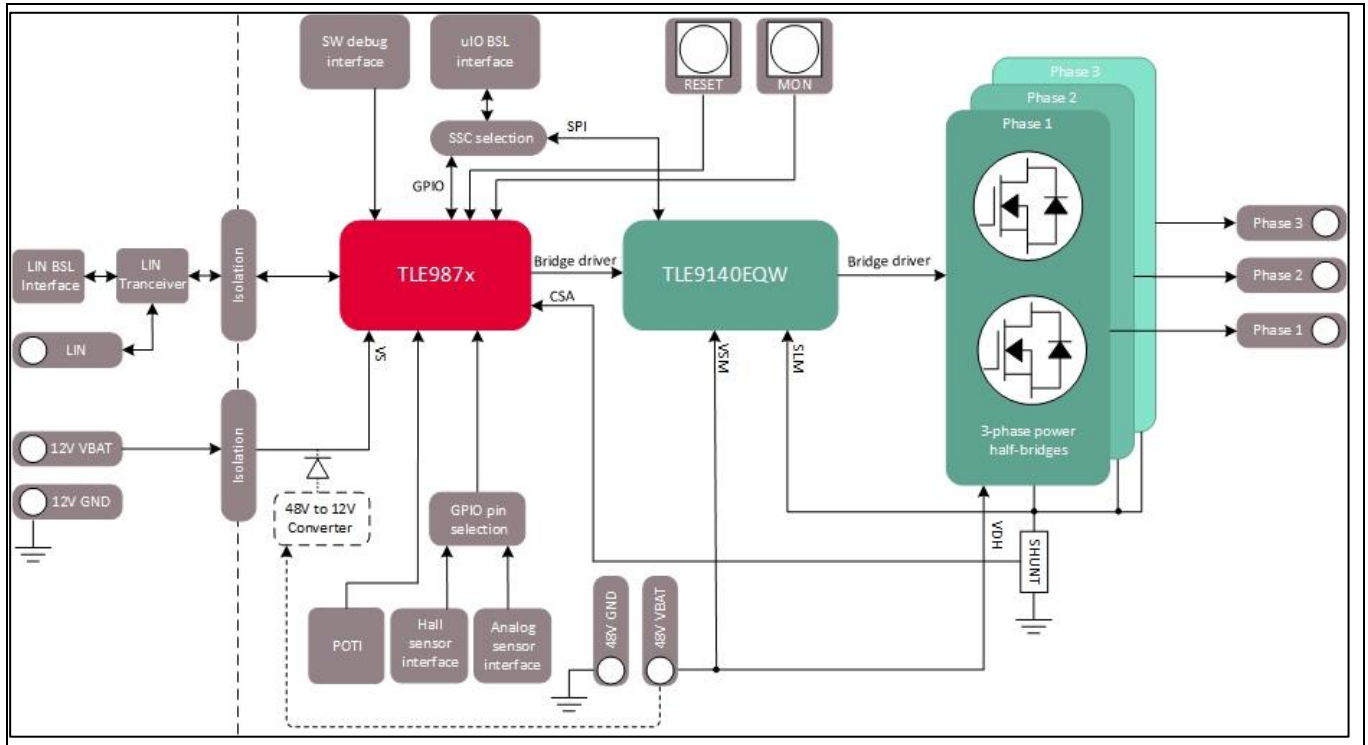 SW debug
interface
uIO BSL
interface
RESET
MON
SSC selection
SPI
GPIO
Phase 3
Phase 2
Phase 1
LIN BSL
Interface
LIN
Tranceiver
Isolation
TLE987x
Bridge driver
TLE9140EQW
Bridge driver
CSA
LIN
VS
VSM
SLM
Phase 3
Phase 2
Phase 1
3-phase power
half-bridges
12V VBAT
12V GND
Isolation
48V to 12V
Converter
GPIO pin
selection
VDH
SHUNT
POTI
Hall
sensor
interface
Analog
sensor
interface
48V GND
48V VBAT